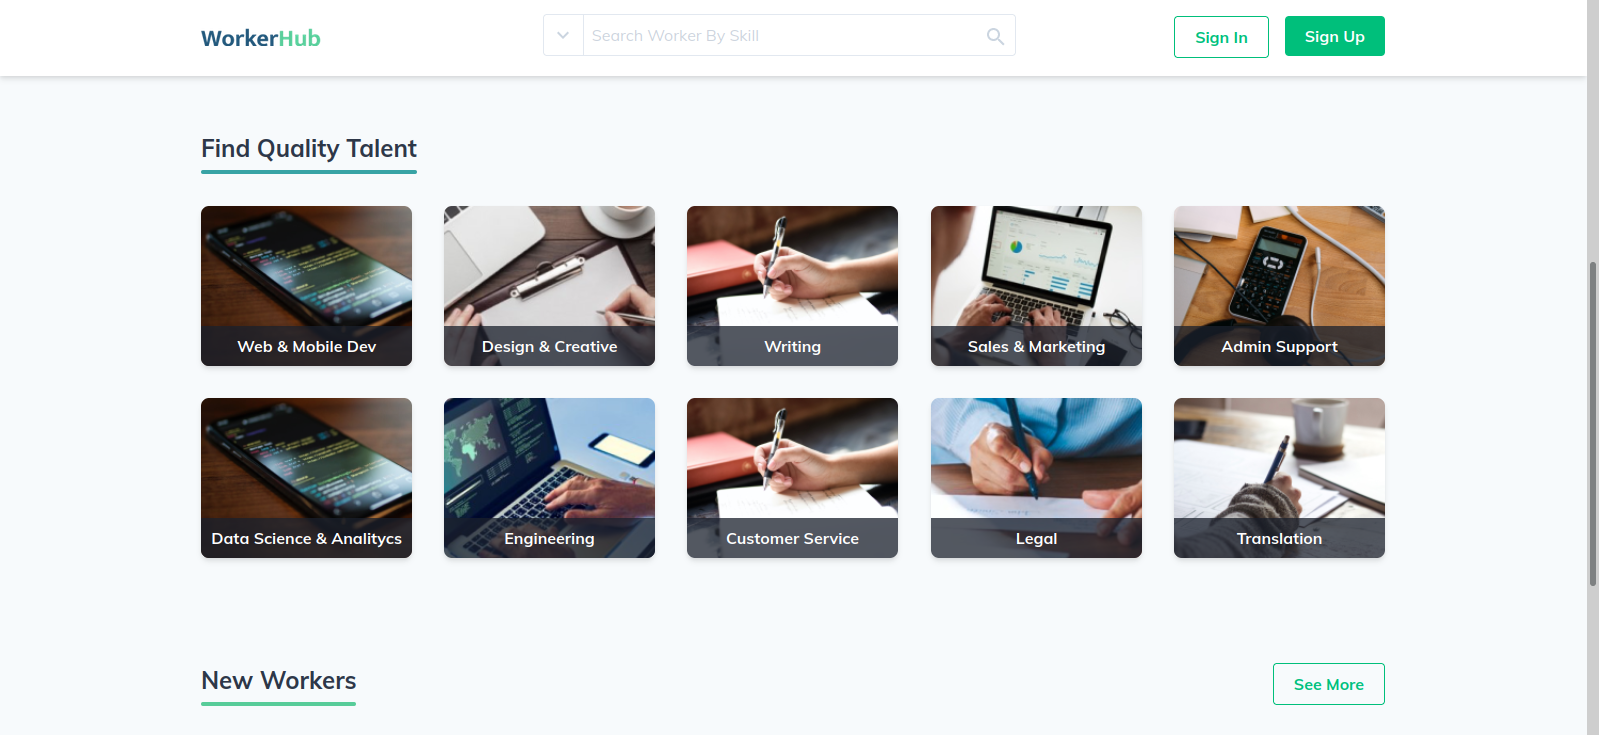 WorkerHub
Search Worker By Skill
Sign In
Sign Up
Find Quality Talent
Web & Mobile Dev
Design & Creative
Writing
Sales & Marketing
Admin Support
Data Science & Analitycs
Engineering
Customer Service
Legal
Translation
New Workers
See More